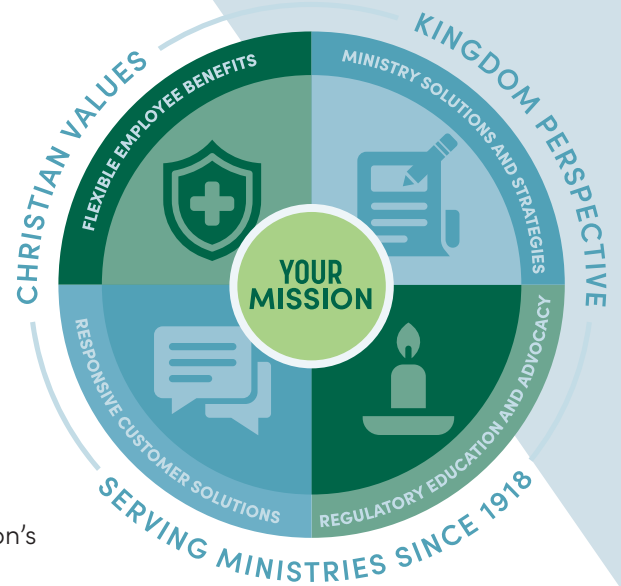 CHRISTIAN VALUES
KINGDOM PERSPECTIVE
FLEXIBLE EMPLOYEE BENEFITS
MINISTRY SOLUTIONS AND STRATEGIES
YOUR
MISSION
RESPONSIVE CUSTOMER SOLUTIONS
REGULATORY EDUCATION AND ADVOCACY
SERVING MINISTRIES SINCE 1918
on's